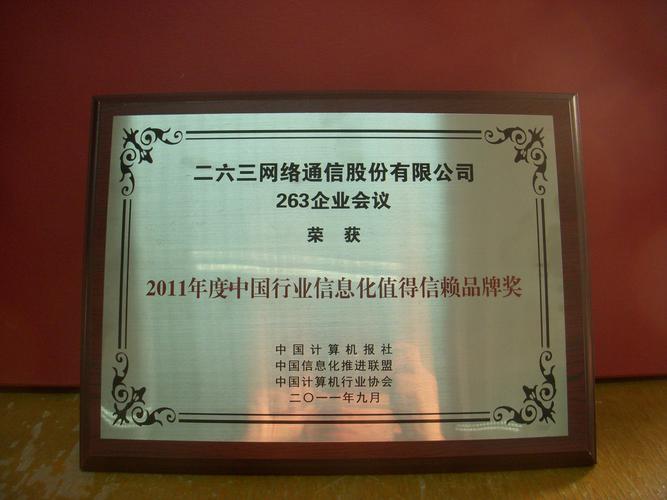 二六三网络通信股份有限公司
263企业会议
荣 获
2011年度中国行业信息化值得信赖品牌奖
中国计算机报社
中国信息化推进联盟
中国计算机行业协会
二〇一一年九月